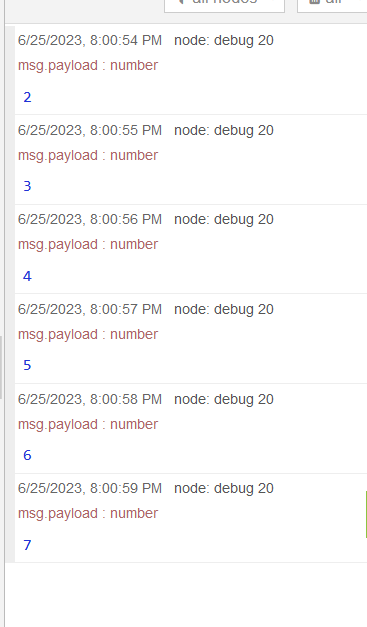 all nodes
all
6/25/2023, 8:00:54 PM node: debug 20
msg.payload : number
2
6/25/2023, 8:00:55 PM node: debug 20
msg.payload : number
3
6/25/2023, 8:00:56 PM node: debug 20
msg.payload : number
4
6/25/2023, 8:00:57 PM node: debug 20
msg.payload : number
5
6/25/2023, 8:00:58 PM node: debug 20
msg.payload : number
6
6/25/2023, 8:00:59 PM node: debug 20
msg.payload : number
7